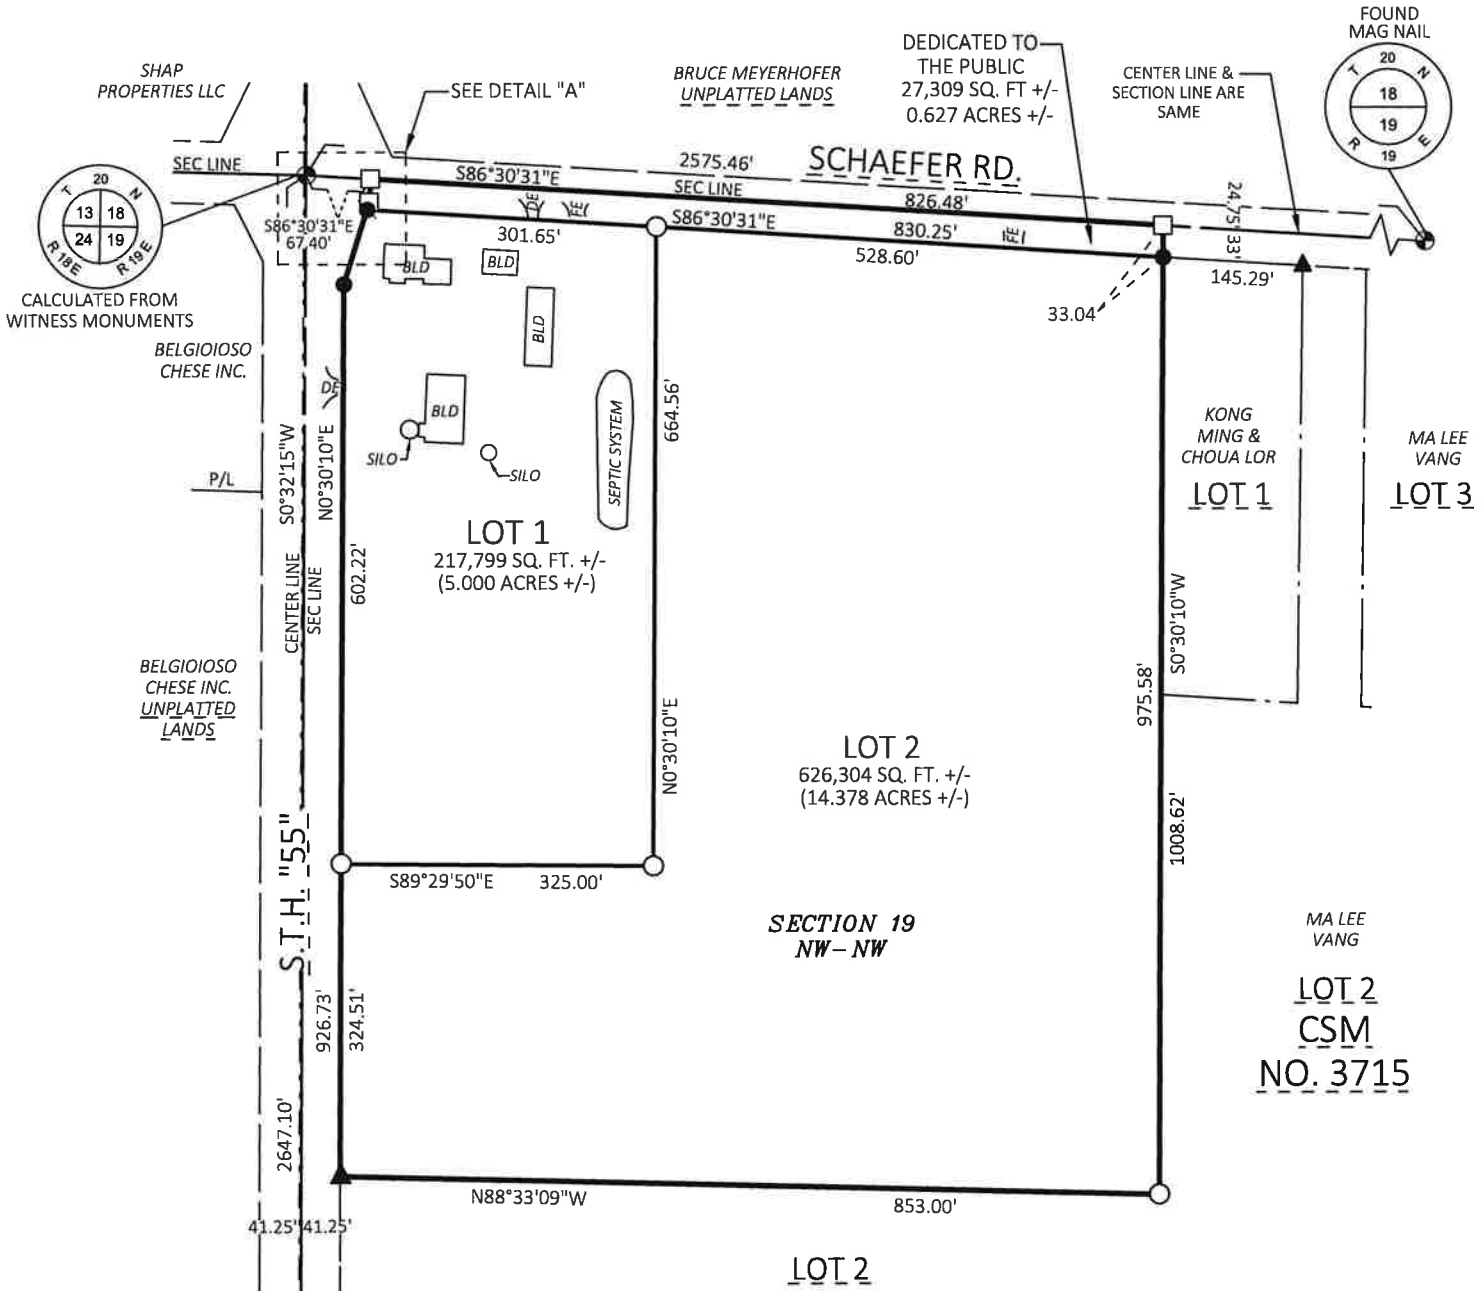 FOUND
MAG NAIL
T 20 N
18
19
R 19 E
SHAP
PROPERTIES LLC
SEE DETAIL "A"
BRUCE MEYERHOFER
UNPLATTED LANDS
DEDICATED TO
THE PUBLIC
27,309 SQ. FT +/-
0.627 ACRES +/-
CENTER LINE &
SECTION LINE ARE
SAME
SEC LINE
2575.46'
SCHAEFER RD.
S86°30'31"E
SEC LINE
826.48'
24.75'
33'
T 20 N
13 18
24 19
R 18 E R 19 E
S86°30'31"E
67.40'
DE
FE
301.65'
S86°30'31"E
830.25'
FE
528.60'
145.29'
33.04'
CALCULATED FROM
WITNESS MONUMENTS
BLD
BLD
BLD
BLD
BELGIOIOSO
CHESE INC.
DE
SILO
SILO
SEPTIC SYSTEM
664.56'
KONG
MING &
CHOUA LOR
LOT 1
MA LEE
VANG
LOT 3
P/L
S0°32'15"W
N0°30'10"E
LOT 1
217,799 SQ. FT. +/-
(5.000 ACRES +/-)
CENTER LINE
SEC LINE
602.22'
S0°30'10"W
975.58'
BELGIOIOSO
CHESE INC.
UNPLATTED
LANDS
N0°30'10"E
LOT 2
626,304 SQ. FT. +/-
(14.378 ACRES +/-)
1008.62'
S.T.H. "55"
S89°29'50"E
325.00'
SECTION 19
NW-NW
MA LEE
VANG
LOT 2
CSM
NO. 3715
926.73'
324.51'
2647.10'
N88°33'09"W
853.00'
41.25'
41.25'
LOT 2